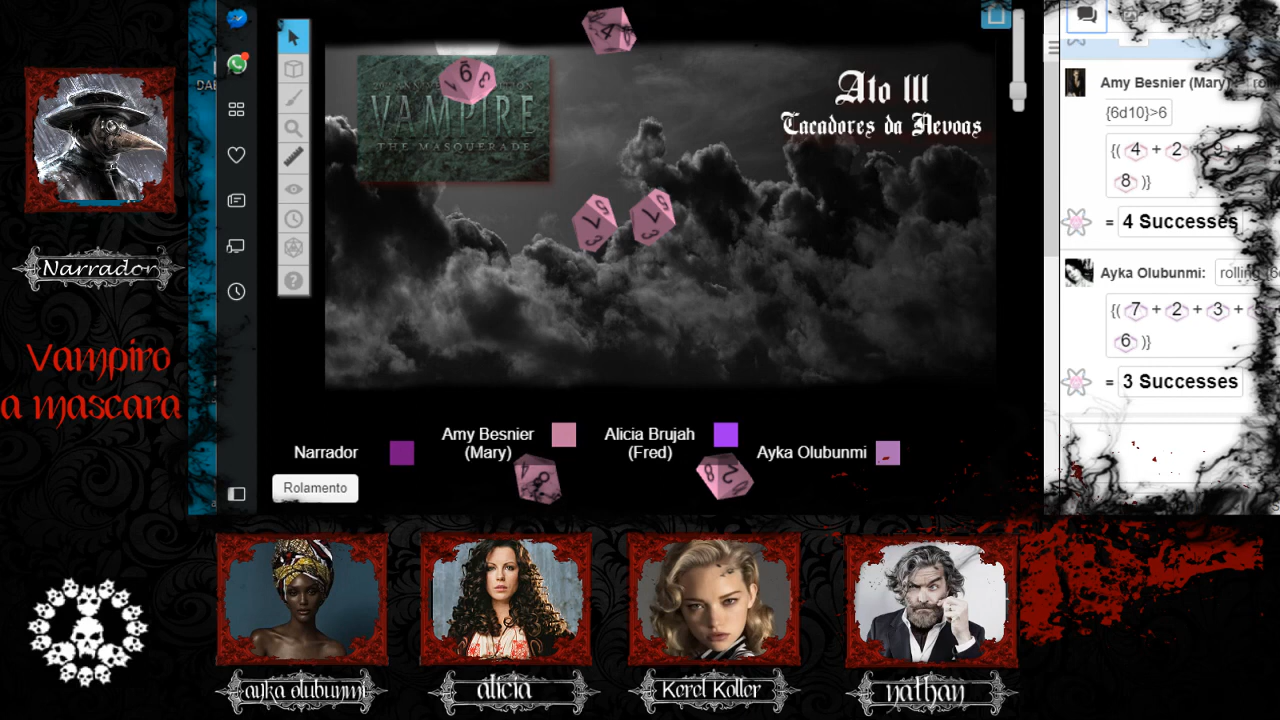 Narrador
Vampiro
a mascara
VAMPIRE
THE MASQUERADE
Ato III
Caçadores da Nevoas
Narrador
Amy Besnier
(Mary)
Alicia Brujah
(Fred)
Ayka Olubunmi
Rolamento
Amy Besnier (Mary)
{6d10}>6
{( 4 + 2 + 9
8 )}
= 4 Successes
Ayka Olubunmi:
rolling
{( 7 + 2 + 3 +
6 )}
= 3 Successes
ayka olubunmi
alicia
Kerel Koller
nathan